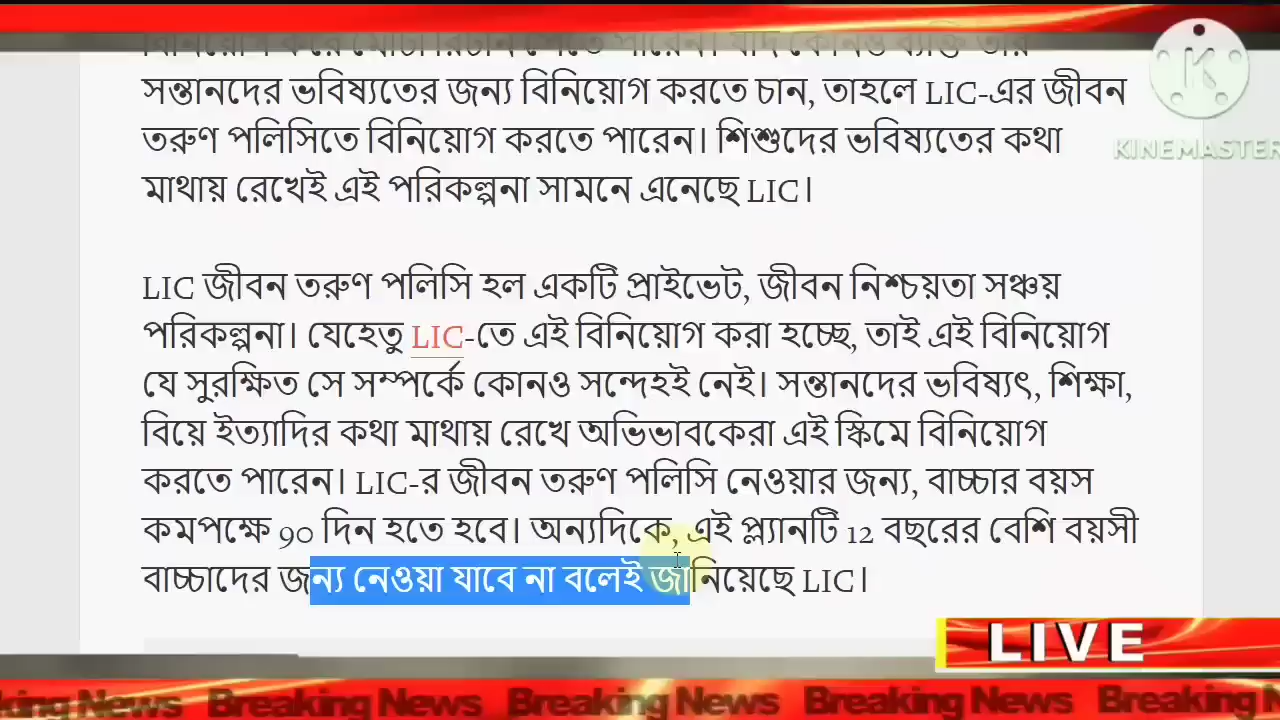 সন্তানদের ভবিষ্যতের জন্য বিনিয়োগ করতে চান, তাহলে LIC-এর জীবন
তরুণ পলিসিতে বিনিয়োগ করতে পারেন। শিশুদের ভবিষ্যতের কথা
মাথায় রেখেই এই পরিকল্পনা সামনে এনেছে LIC।
KINEMASTER
LIC জীবন তরুণ পলিসি হল একটি প্রাইভেট, জীবন নিশ্চয়তা সঞ্চয়
পরিকল্পনা। যেহেতু LIC-তে এই বিনিয়োগ করা হচ্ছে, তাই এই বিনিয়োগ
যে সুরক্ষিত সে সম্পর্কে কোনও সন্দেহই নেই। সন্তানদের ভবিষ্যৎ, শিক্ষা,
বিয়ে ইত্যাদির কথা মাথায় রেখে অভিভাবকেরা এই স্কিমে বিনিয়োগ
করতে পারেন। LIC-র জীবন তরুণ পলিসি নেওয়ার জন্য, বাচ্চার বয়স
কমপক্ষে 90 দিন হতে হবে। অন্যদিকে, এই প্ল্যানটি 12 বছরের বেশি বয়সী
বাচ্চাদের জন্য নেওয়া যাবে না বলেই জানিয়েছে LIC।
LIVE
king News Breaking News Breaking News Breaking News Breaking N